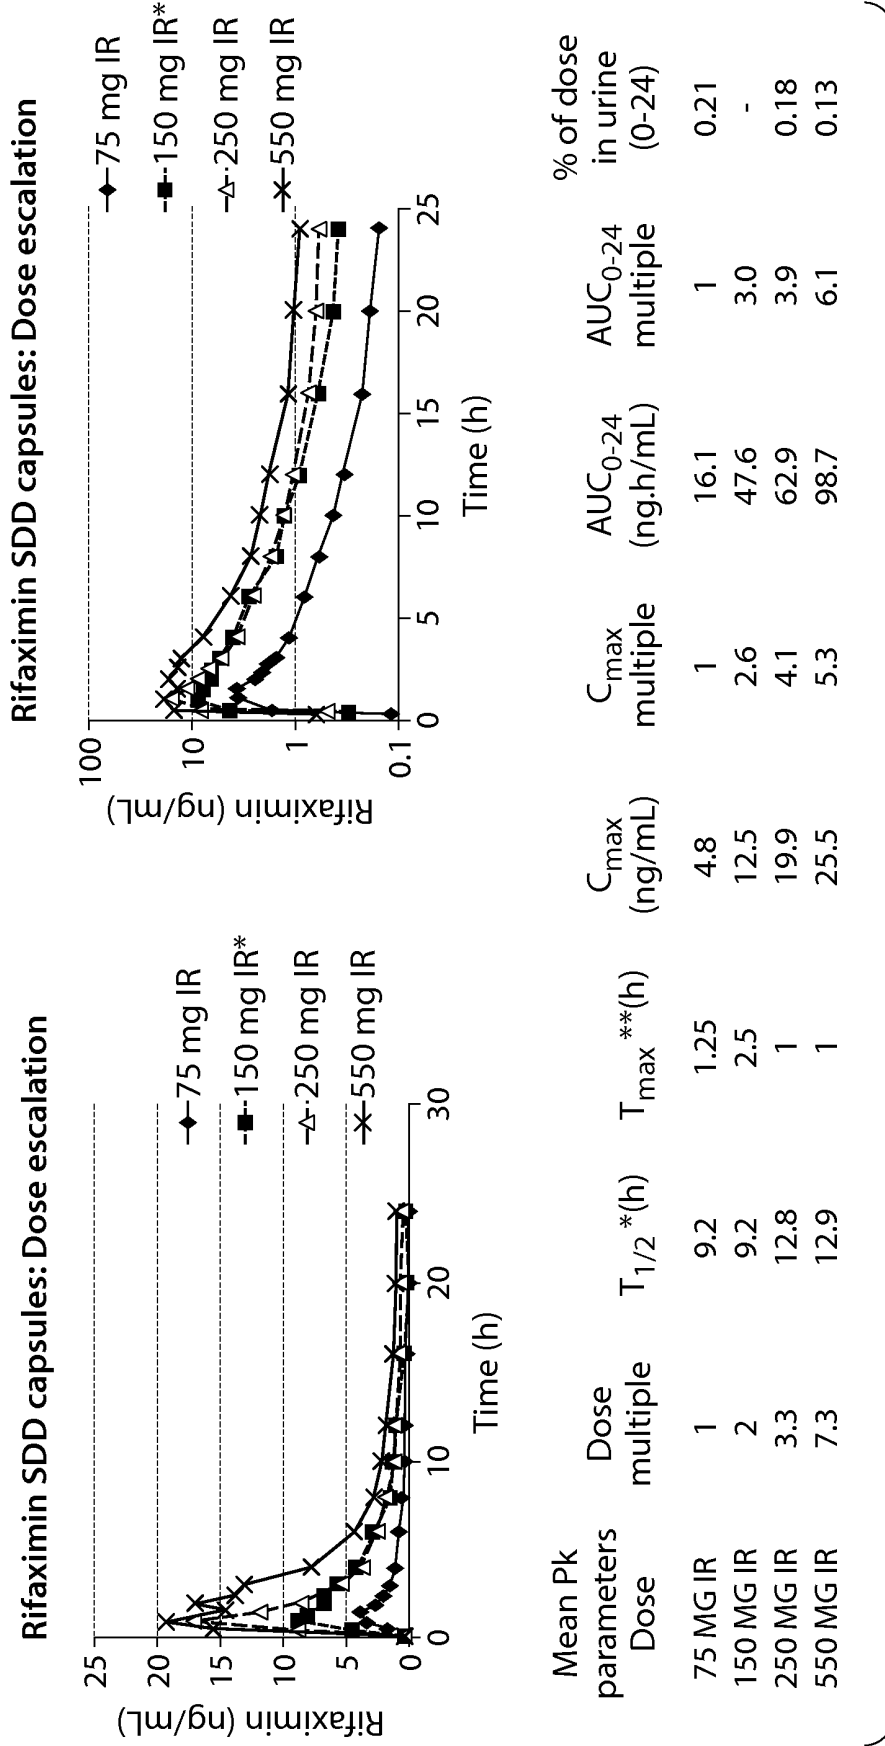 Rifaximin SDD capsules: Dose escalation
Rifaximin (ng/mL)
25
20
15
10
5
0
0
10
20
30
Time (h)
75 mg IR
150 mg IR*
250 mg IR
550 mg IR
Rifaximin SDD capsules: Dose escalation
Rifaximin (ng/mL)
100
10
1
0.1
0
5
10
15
20
25
Time (h)
75 mg IR
150 mg IR*
250 mg IR
550 mg IR
Mean Pk parameters Dose | Dose multiple | T1/2 *(h) | Tmax **(h) | Cmax (ng/mL) | Cmax multiple | AUC0-24 (ng.h/mL) | AUC0-24 multiple | % of dose in urine (0-24)
75 MG IR 1 9.2 1.25 4.8 1 16.1 1 0.21
150 MG IR 2 9.2 2.5 12.5 2.6 47.6 3.0 -
250 MG IR 3.3 12.8 1 19.9 4.1 62.9 3.9 0.18
550 MG IR 7.3 12.9 1 25.5 5.3 98.7 6.1 0.13